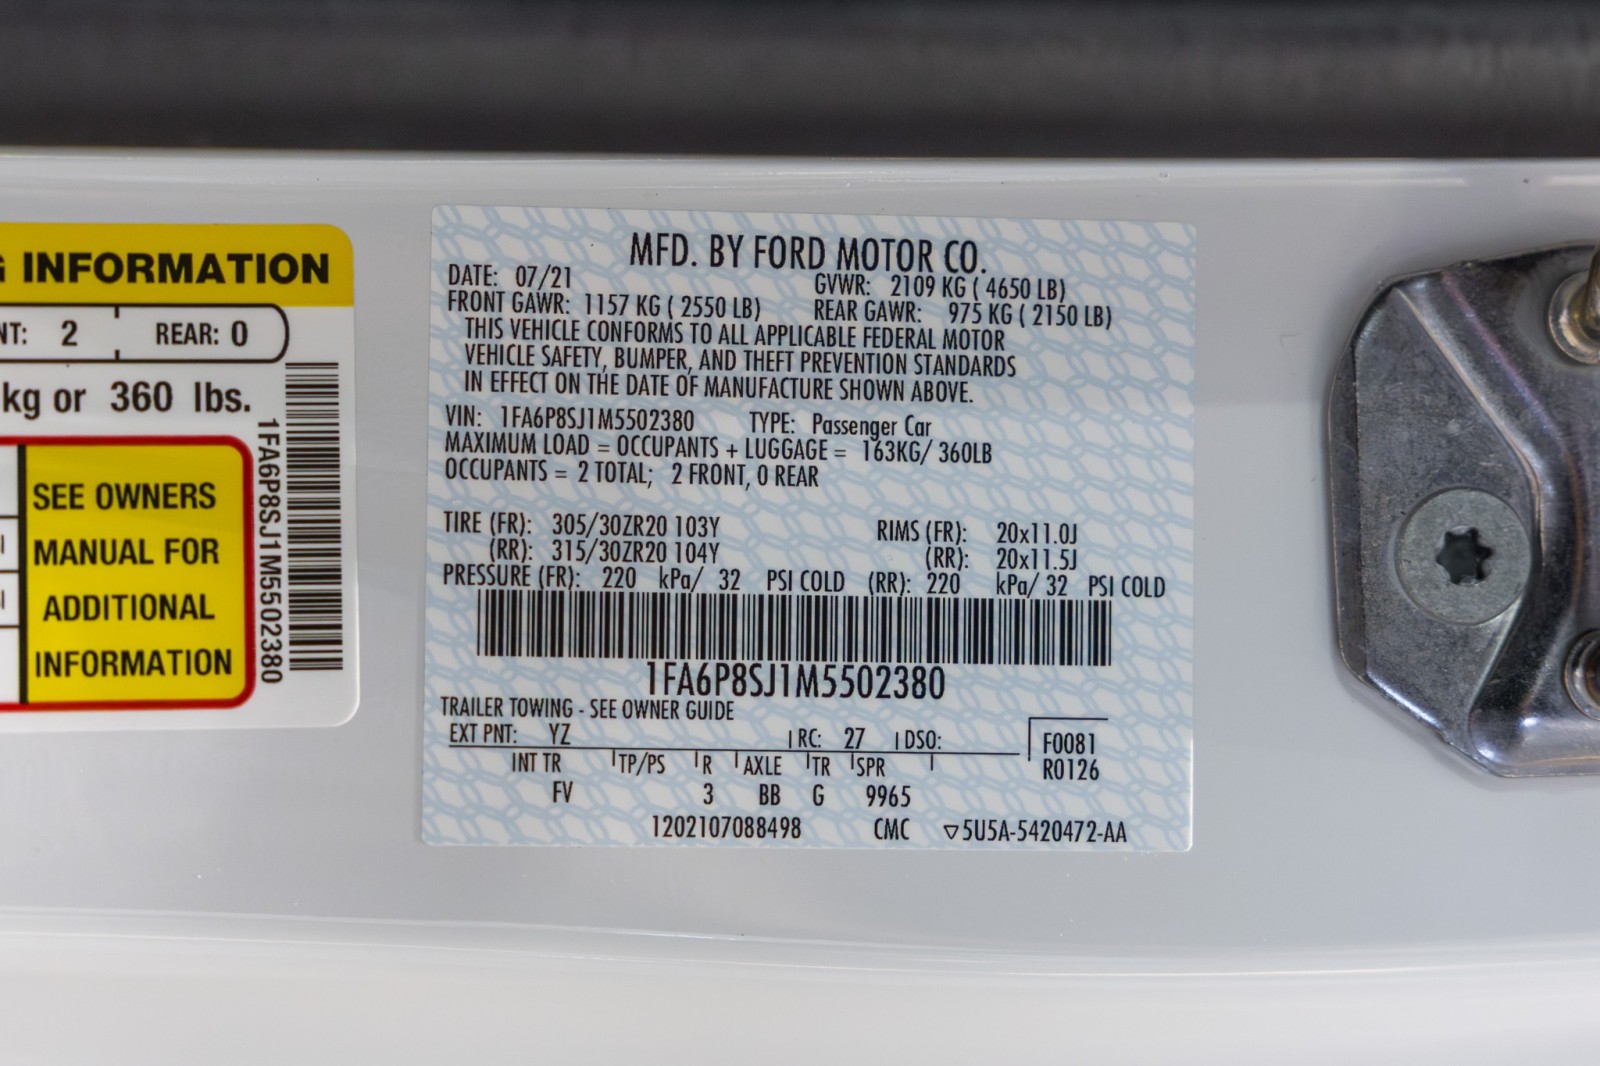 INFORMATION
NT: 2 REAR: 0
kg or 360 lbs.
SEE OWNERS
MANUAL FOR
ADDITIONAL
INFORMATION
1FA6P8SJ1M5502380
MFD. BY FORD MOTOR CO.
DATE: 07/21 GVWR: 2109 KG ( 4650 LB)
FRONT GAWR: 1157 KG ( 2550 LB) REAR GAWR: 975 KG ( 2150 LB)
THIS VEHICLE CONFORMS TO ALL APPLICABLE FEDERAL MOTOR
VEHICLE SAFETY, BUMPER, AND THEFT PREVENTION STANDARDS
IN EFFECT ON THE DATE OF MANUFACTURE SHOWN ABOVE.
VIN: 1FA6P8SJ1M5502380 TYPE: Passenger Car
MAXIMUM LOAD = OCCUPANTS + LUGGAGE = 163KG/ 360LB
OCCUPANTS = 2 TOTAL; 2 FRONT, 0 REAR
TIRE (FR): 305/30ZR20 103Y RIMS (FR): 20x11.0J
(RR): 315/30ZR20 104Y (RR): 20x11.5J
PRESSURE (FR): 220 kPa/ 32 PSI COLD (RR): 220 kPa/ 32 PSI COLD
1FA6P8SJ1M5502380
TRAILER TOWING - SEE OWNER GUIDE
EXT PNT: YZ RC: 27 DSO: F0081
INT TR TP/PS R AXLE TR SPR R0126
FV 3 BB G 9965
1202107088498 CMC ▽5U5A-5420472-AA